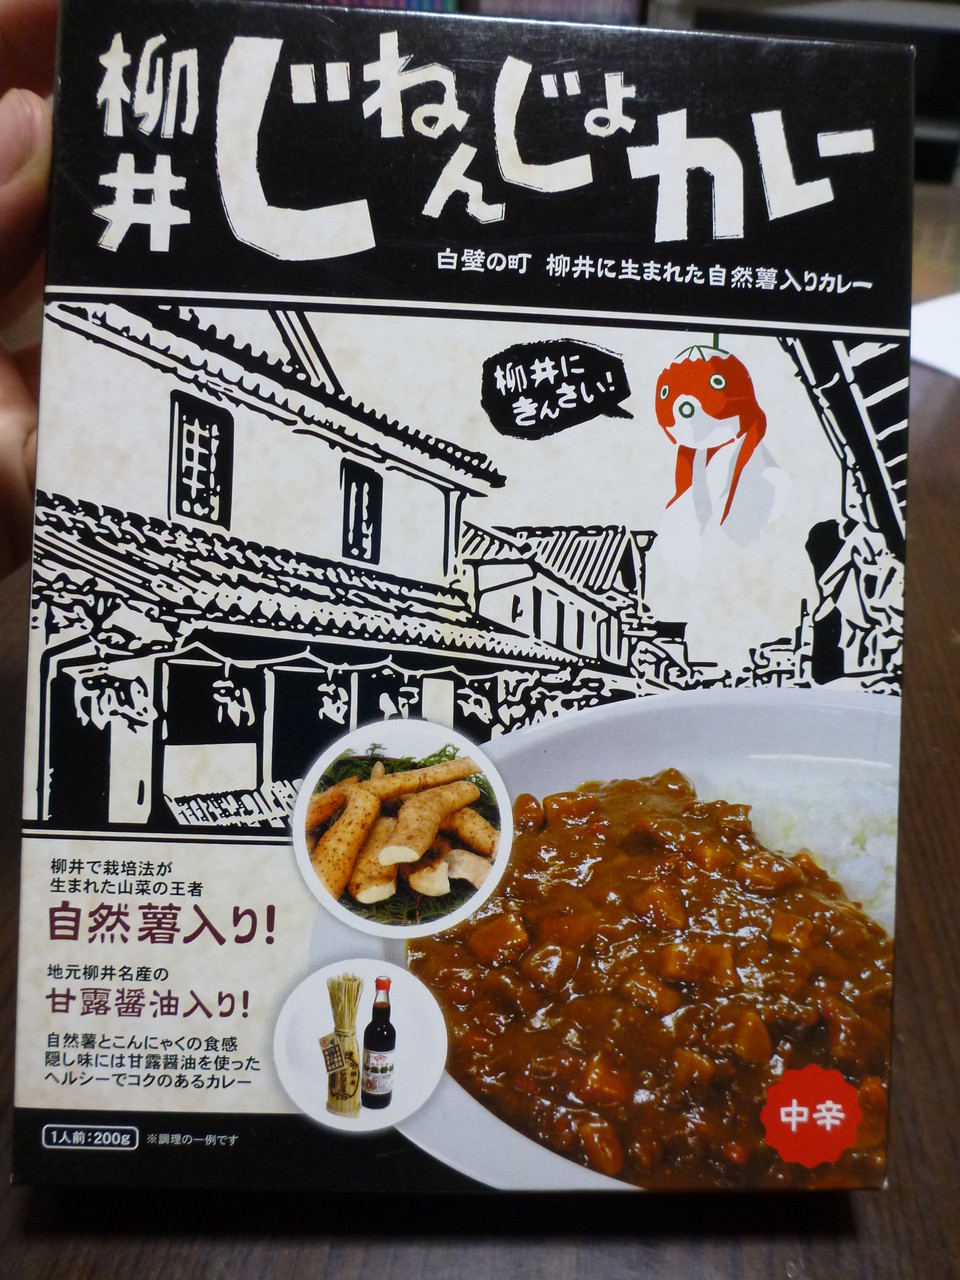 柳井 じねんじょカレー
白壁の町 柳井に生まれた自然薯入りカレー
柳井に
きんさい!
柳井で栽培法が
生まれた山菜の王者
自然薯入り!
地元柳井名産の
甘露醤油入り!
自然薯とこんにゃくの食感
隠し味には甘露醤油を使った
ヘルシーでコクのあるカレー
中辛
1人前:200g ※調理の一例です